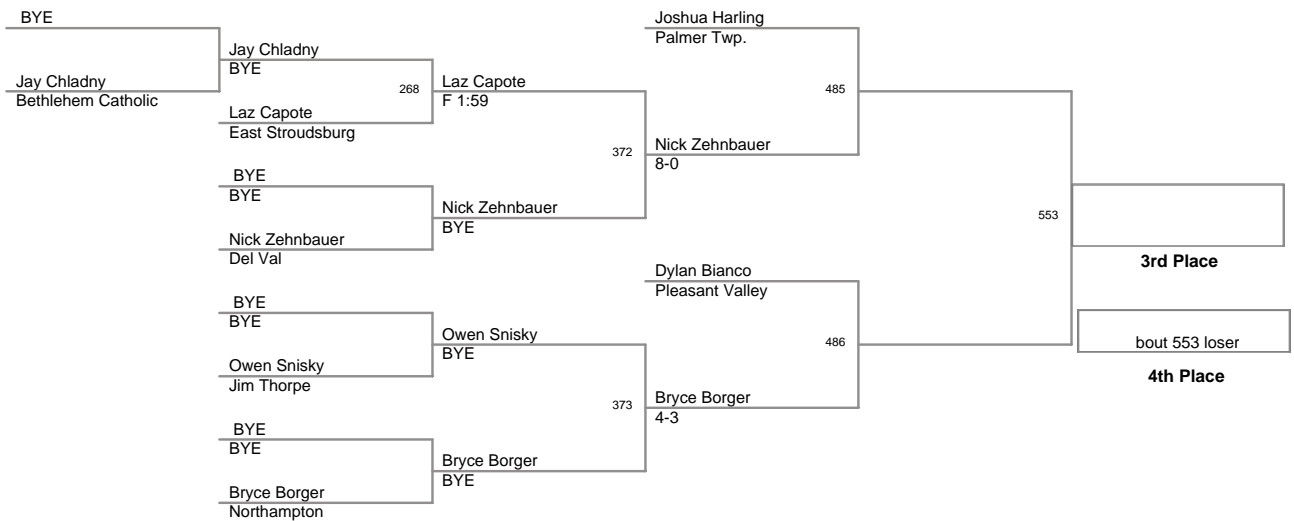 BYE
Jay Chladny
Bethlehem Catholic
Jay Chladny
BYE
268
Laz Capote
East Stroudsburg
BYE
BYE
Nick Zehnbauer
Del Val
BYE
BYE
Owen Snisky
Jim Thorpe
BYE
BYE
Bryce Borger
Northampton
Laz Capote
F 1:59
372
Nick Zehnbauer
BYE
Owen Snisky
BYE
373
Bryce Borger
BYE
Joshua Harling
Palmer Twp.
485
Nick Zehnbauer
8-0
Dylan Bianco
Pleasant Valley
486
Bryce Borger
4-3
553
3rd Place
bout 553 loser
4th Place